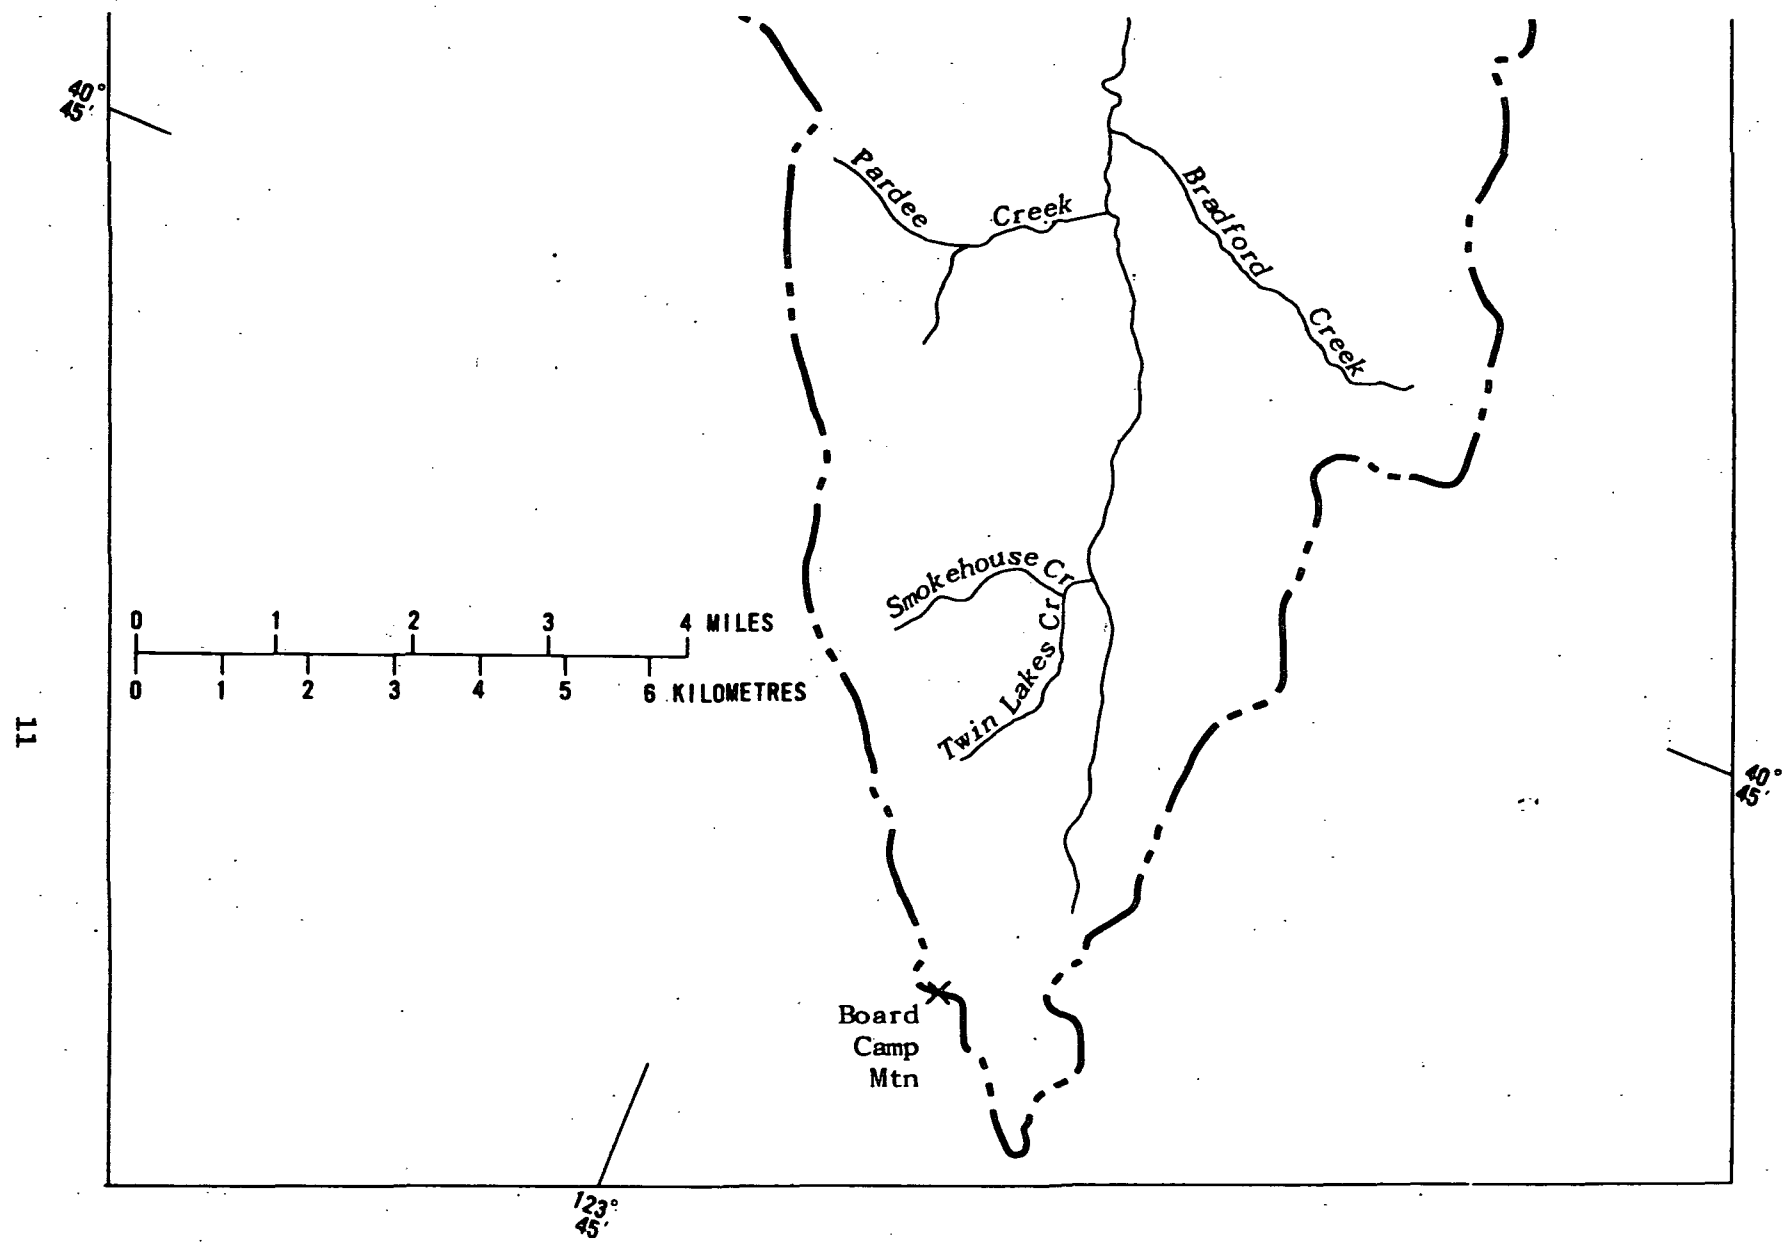 40°
45'
Pardee Creek
Bradford Creek
Smokehouse Cr
Twin Lakes Cr
0 1 2 3 4 MILES
0 1 2 3 4 5 6 KILOMETRES
11
40°
45'
Board
Camp
Mtn
123°
45'